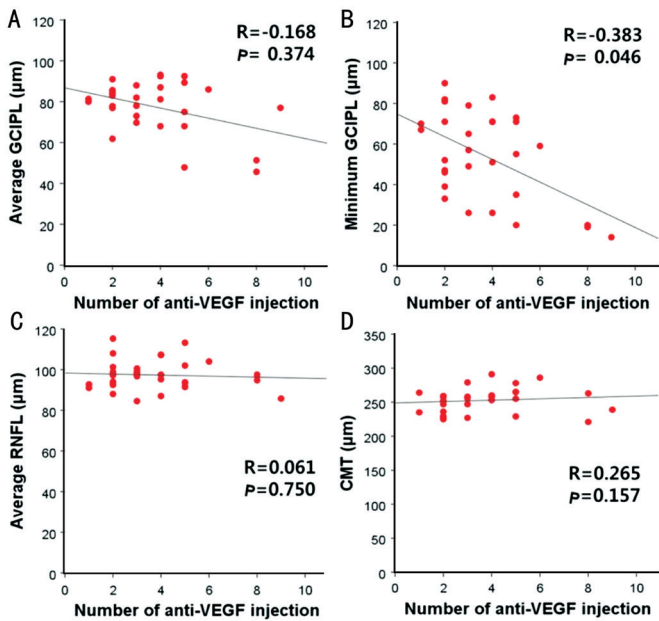 A
R=-0.168
P= 0.374
Average GCIPL (μm)
120
100
80
60
40
20
0
0 2 4 6 8 10
Number of anti-VEGF injection
B
R=-0.383
P= 0.046
Minimum GCIPL (μm)
120
100
80
60
40
20
0
0 2 4 6 8 10
Number of anti-VEGF injection
C
Average RNFL (μm)
120
100
80
60
40
20
0
R=0.061
P=0.750
0 2 4 6 8 10
Number of anti-VEGF injection
D
CMT (μm)
350
300
250
200
150
100
50
0
R=0.265
P=0.157
0 2 4 6 8 10
Number of anti-VEGF injection